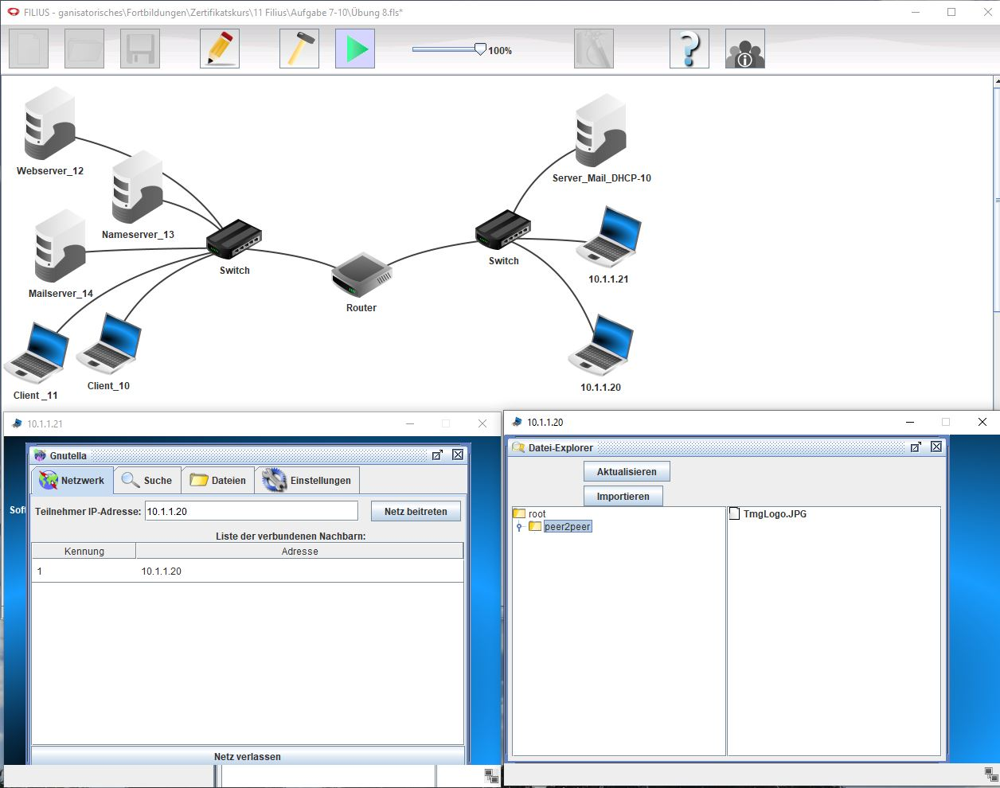 FILIUS - ganisatorisches\Fortbildungen\Zertifikatskurs\11 Filius\Aufgabe 7-10\Übung 8.fls*
100%
Webserver_12
Nameserver_13
Mailserver_14
Client _11
Client_10
Switch
Router
Switch
Server_Mail_DHCP-10
10.1.1.21
10.1.1.20
10.1.1.21
Soft
Gnutella
Netzwerk
Suche
Dateien
Einstellungen
Teilnehmer IP-Adresse:
10.1.1.20
Netz beitreten
Liste der verbundenen Nachbarn:
Kennung
Adresse
1
10.1.1.20
Netz verlassen
10.1.1.20
Datei-Explorer
Aktualisieren
Importieren
root
peer2peer
TmgLogo.JPG